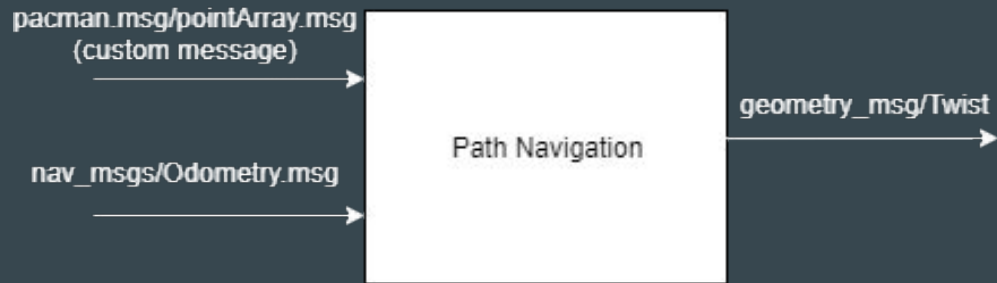 pacman.msg/pointArray.msg
(custom message)
geometry_msg/Twist
Path Navigation
nav_msgs/Odometry.msg